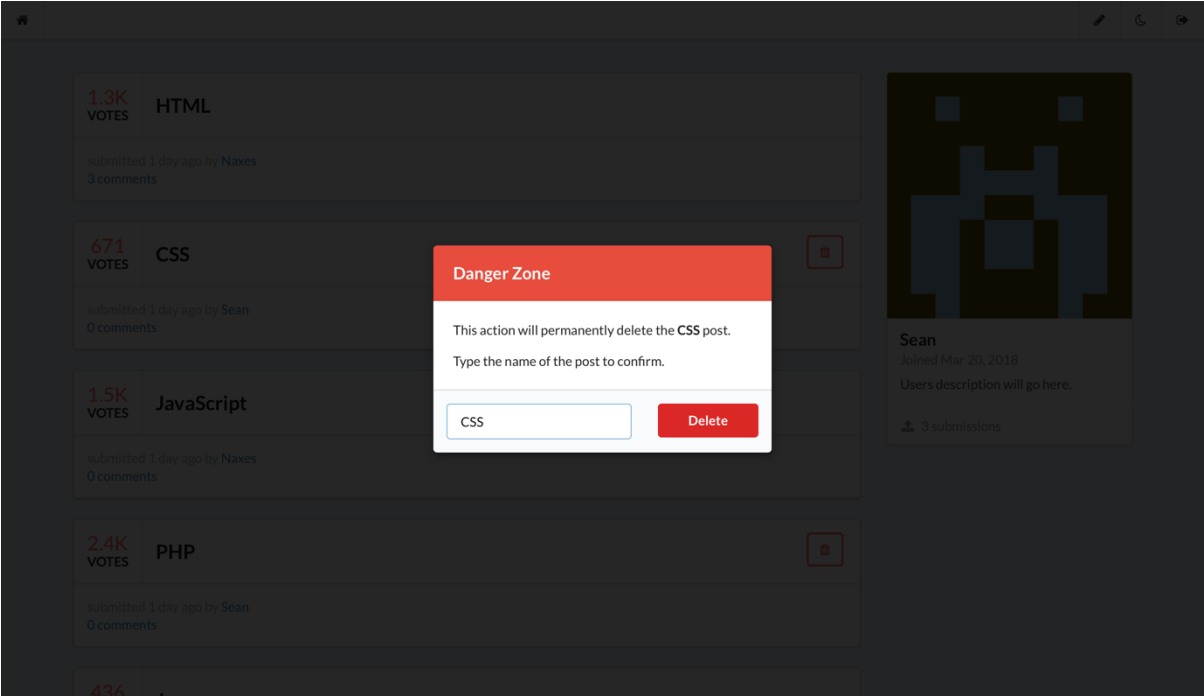 1.3K
VOTES
HTML
submitted 1 day ago by Naxes
3 comments
671
VOTES
CSS
submitted 1 day ago by Sean
0 comments
1.5K
VOTES
JavaScript
submitted 1 day ago by Naxes
0 comments
2.4K
VOTES
PHP
submitted 1 day ago by Sean
0 comments
436
Danger Zone
This action will permanently delete the CSS post.
Type the name of the post to confirm.
CSS
Delete
Sean
Joined Mar 20, 2018
Users description will go here.
3 submissions